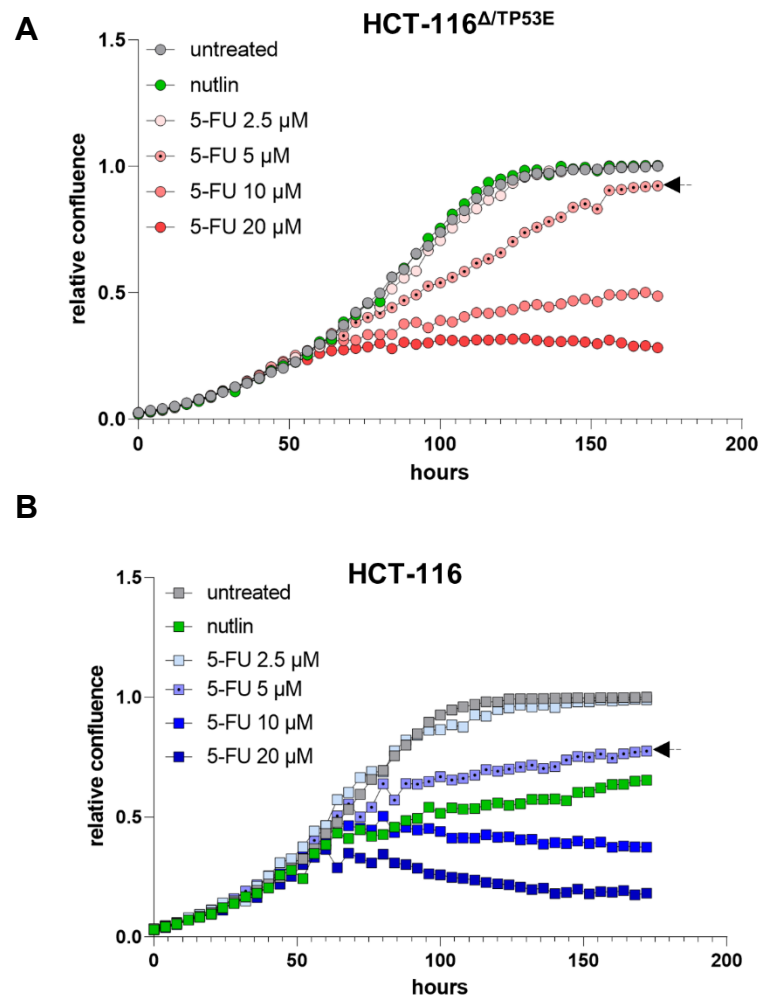 A
HCT-116Δ/TP53E
1.5
untreated
nutlin
5-FU 2.5 µM
5-FU 5 µM
5-FU 10 µM
5-FU 20 µM
1.0
0.5
0.0
relative confluence
0
50
100
150
200
hours
B
HCT-116
1.5
untreated
nutlin
5-FU 2.5 µM
5-FU 5 µM
5-FU 10 µM
5-FU 20 µM
1.0
0.5
0.0
relative confluence
0
50
100
150
200
hours